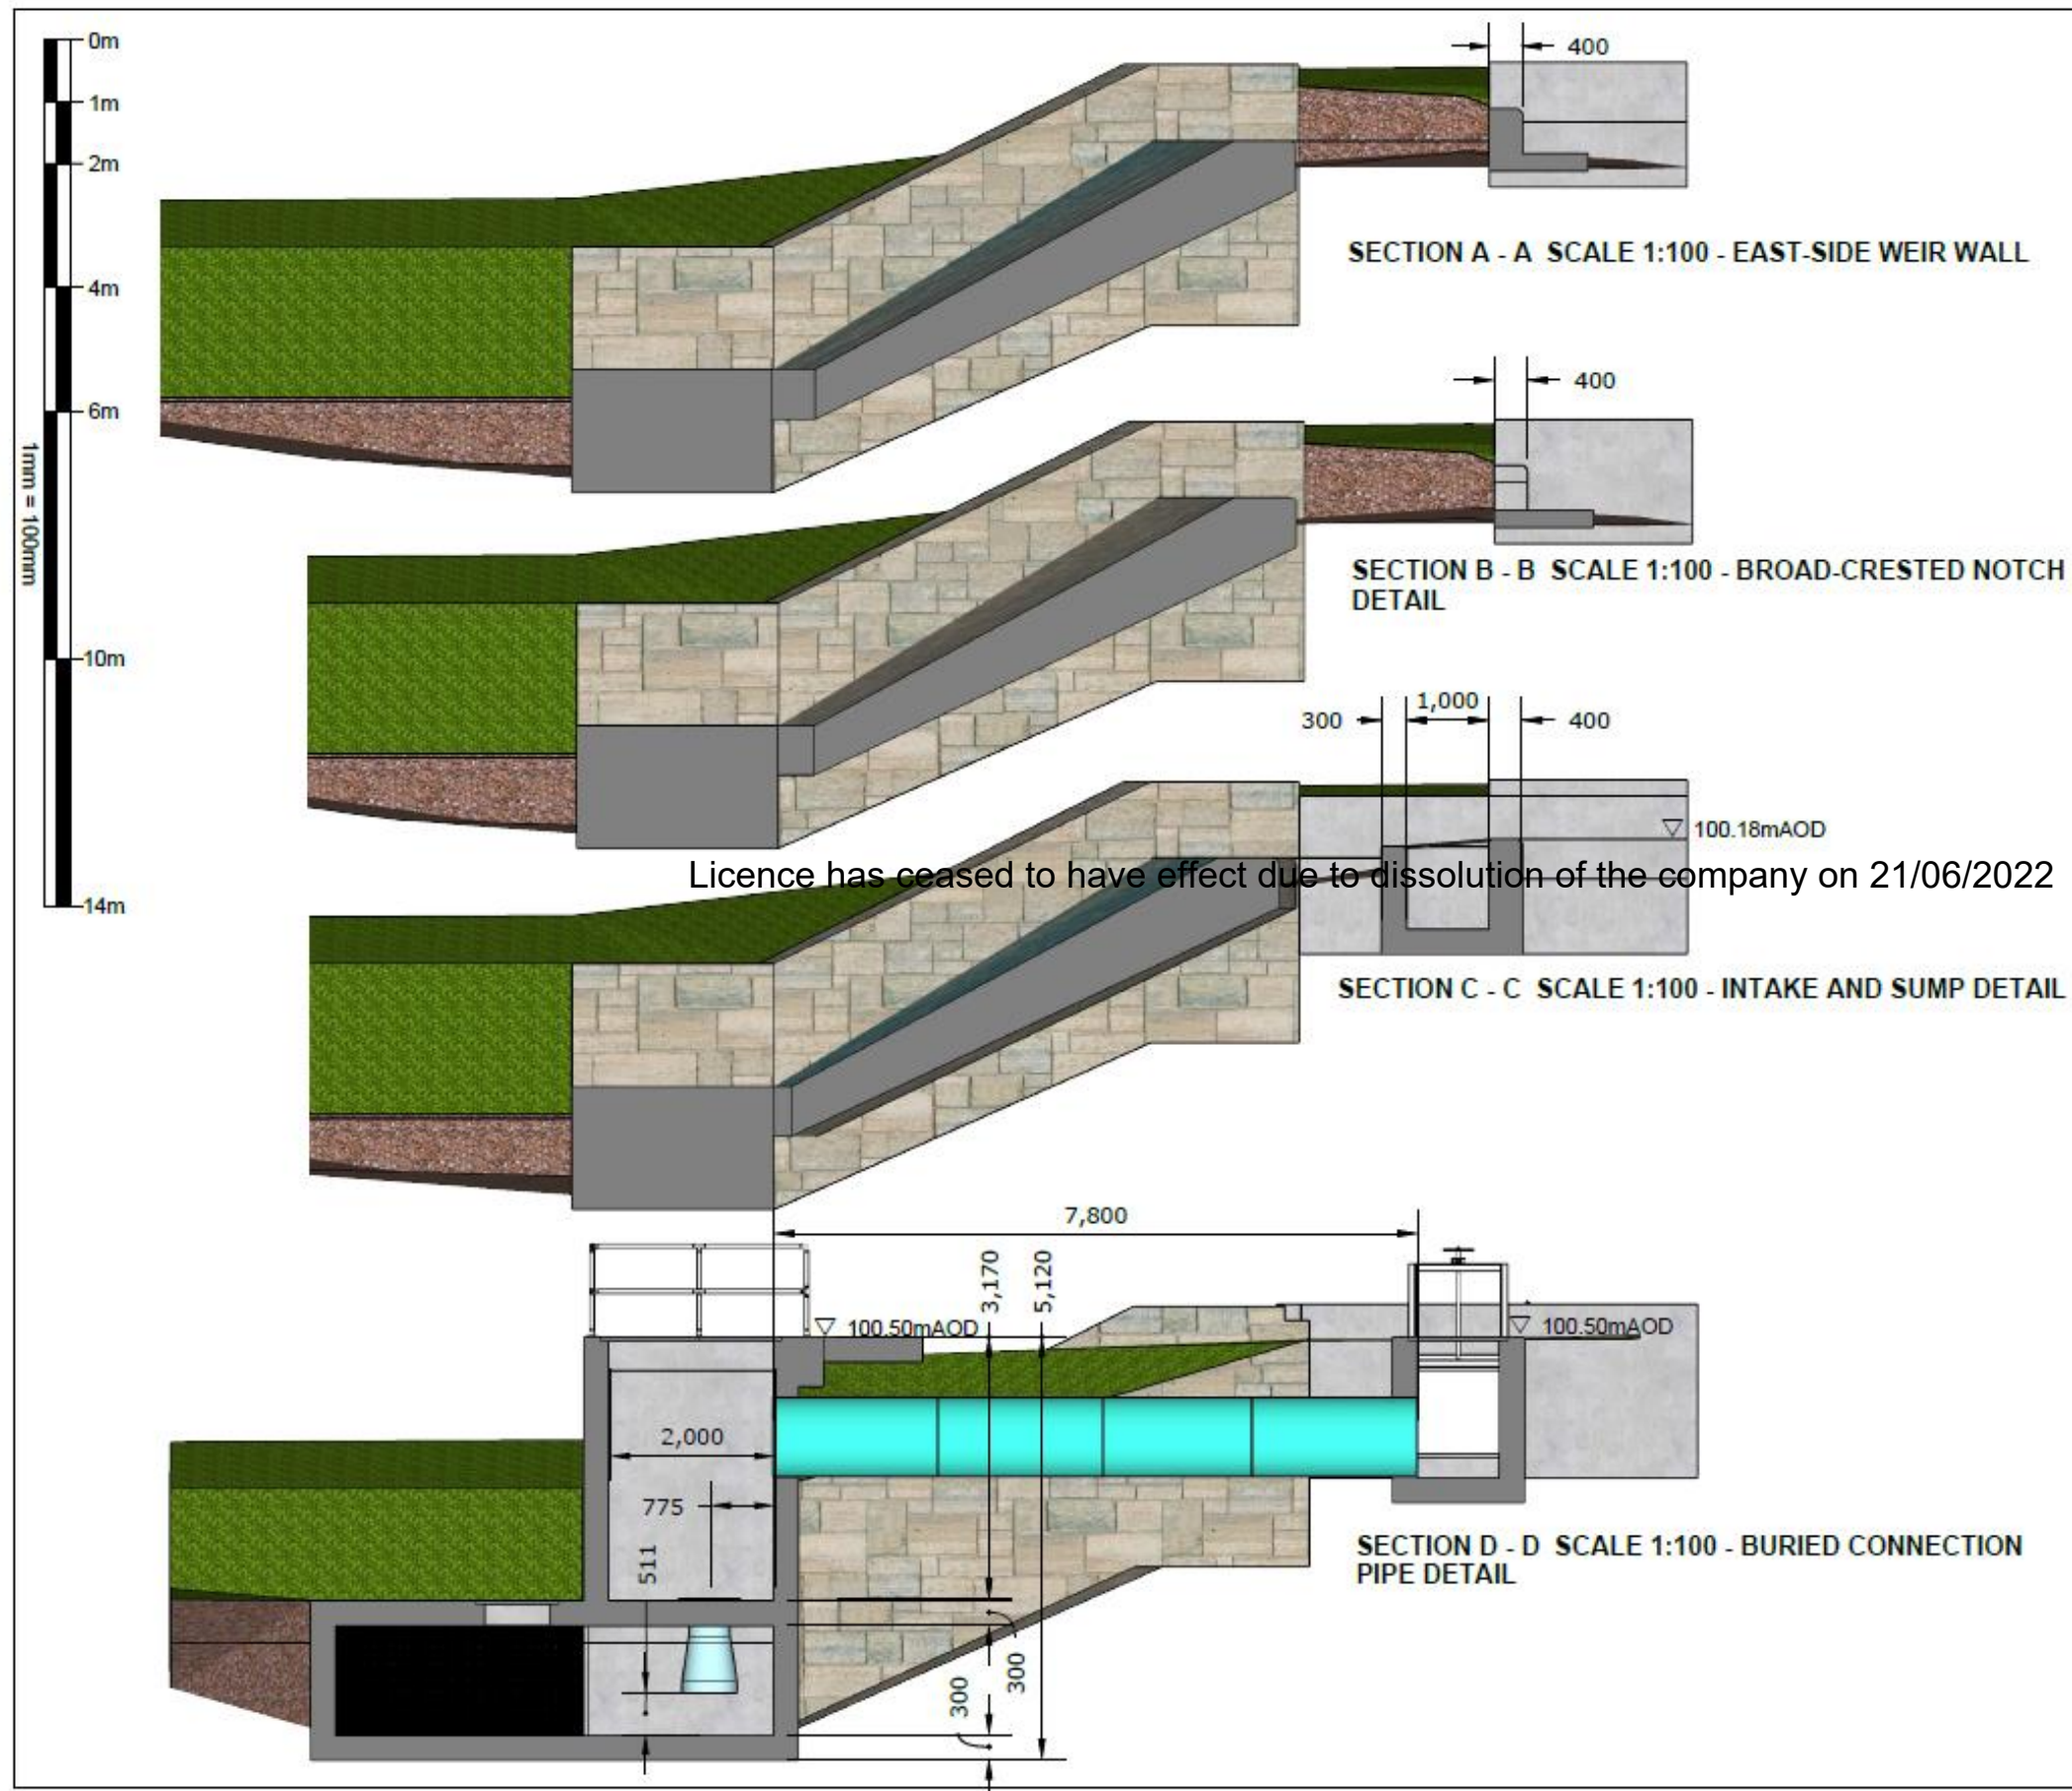 0m
1m
2m
4m
6m
10m
14m
1mm = 100mm
400
SECTION A - A SCALE 1:100 - EAST-SIDE WEIR WALL
400
SECTION B - B SCALE 1:100 - BROAD-CRESTED NOTCH
DETAIL
300
1,000
400
100.18mAOD
Licence has ceased to have effect due to dissolution of the company on 21/06/2022
SECTION C - C SCALE 1:100 - INTAKE AND SUMP DETAIL
7,800
3,170
5,120
100.50mAOD
100.50mAOD
2,000
775
511
300
300
SECTION D - D SCALE 1:100 - BURIED CONNECTION
PIPE DETAIL